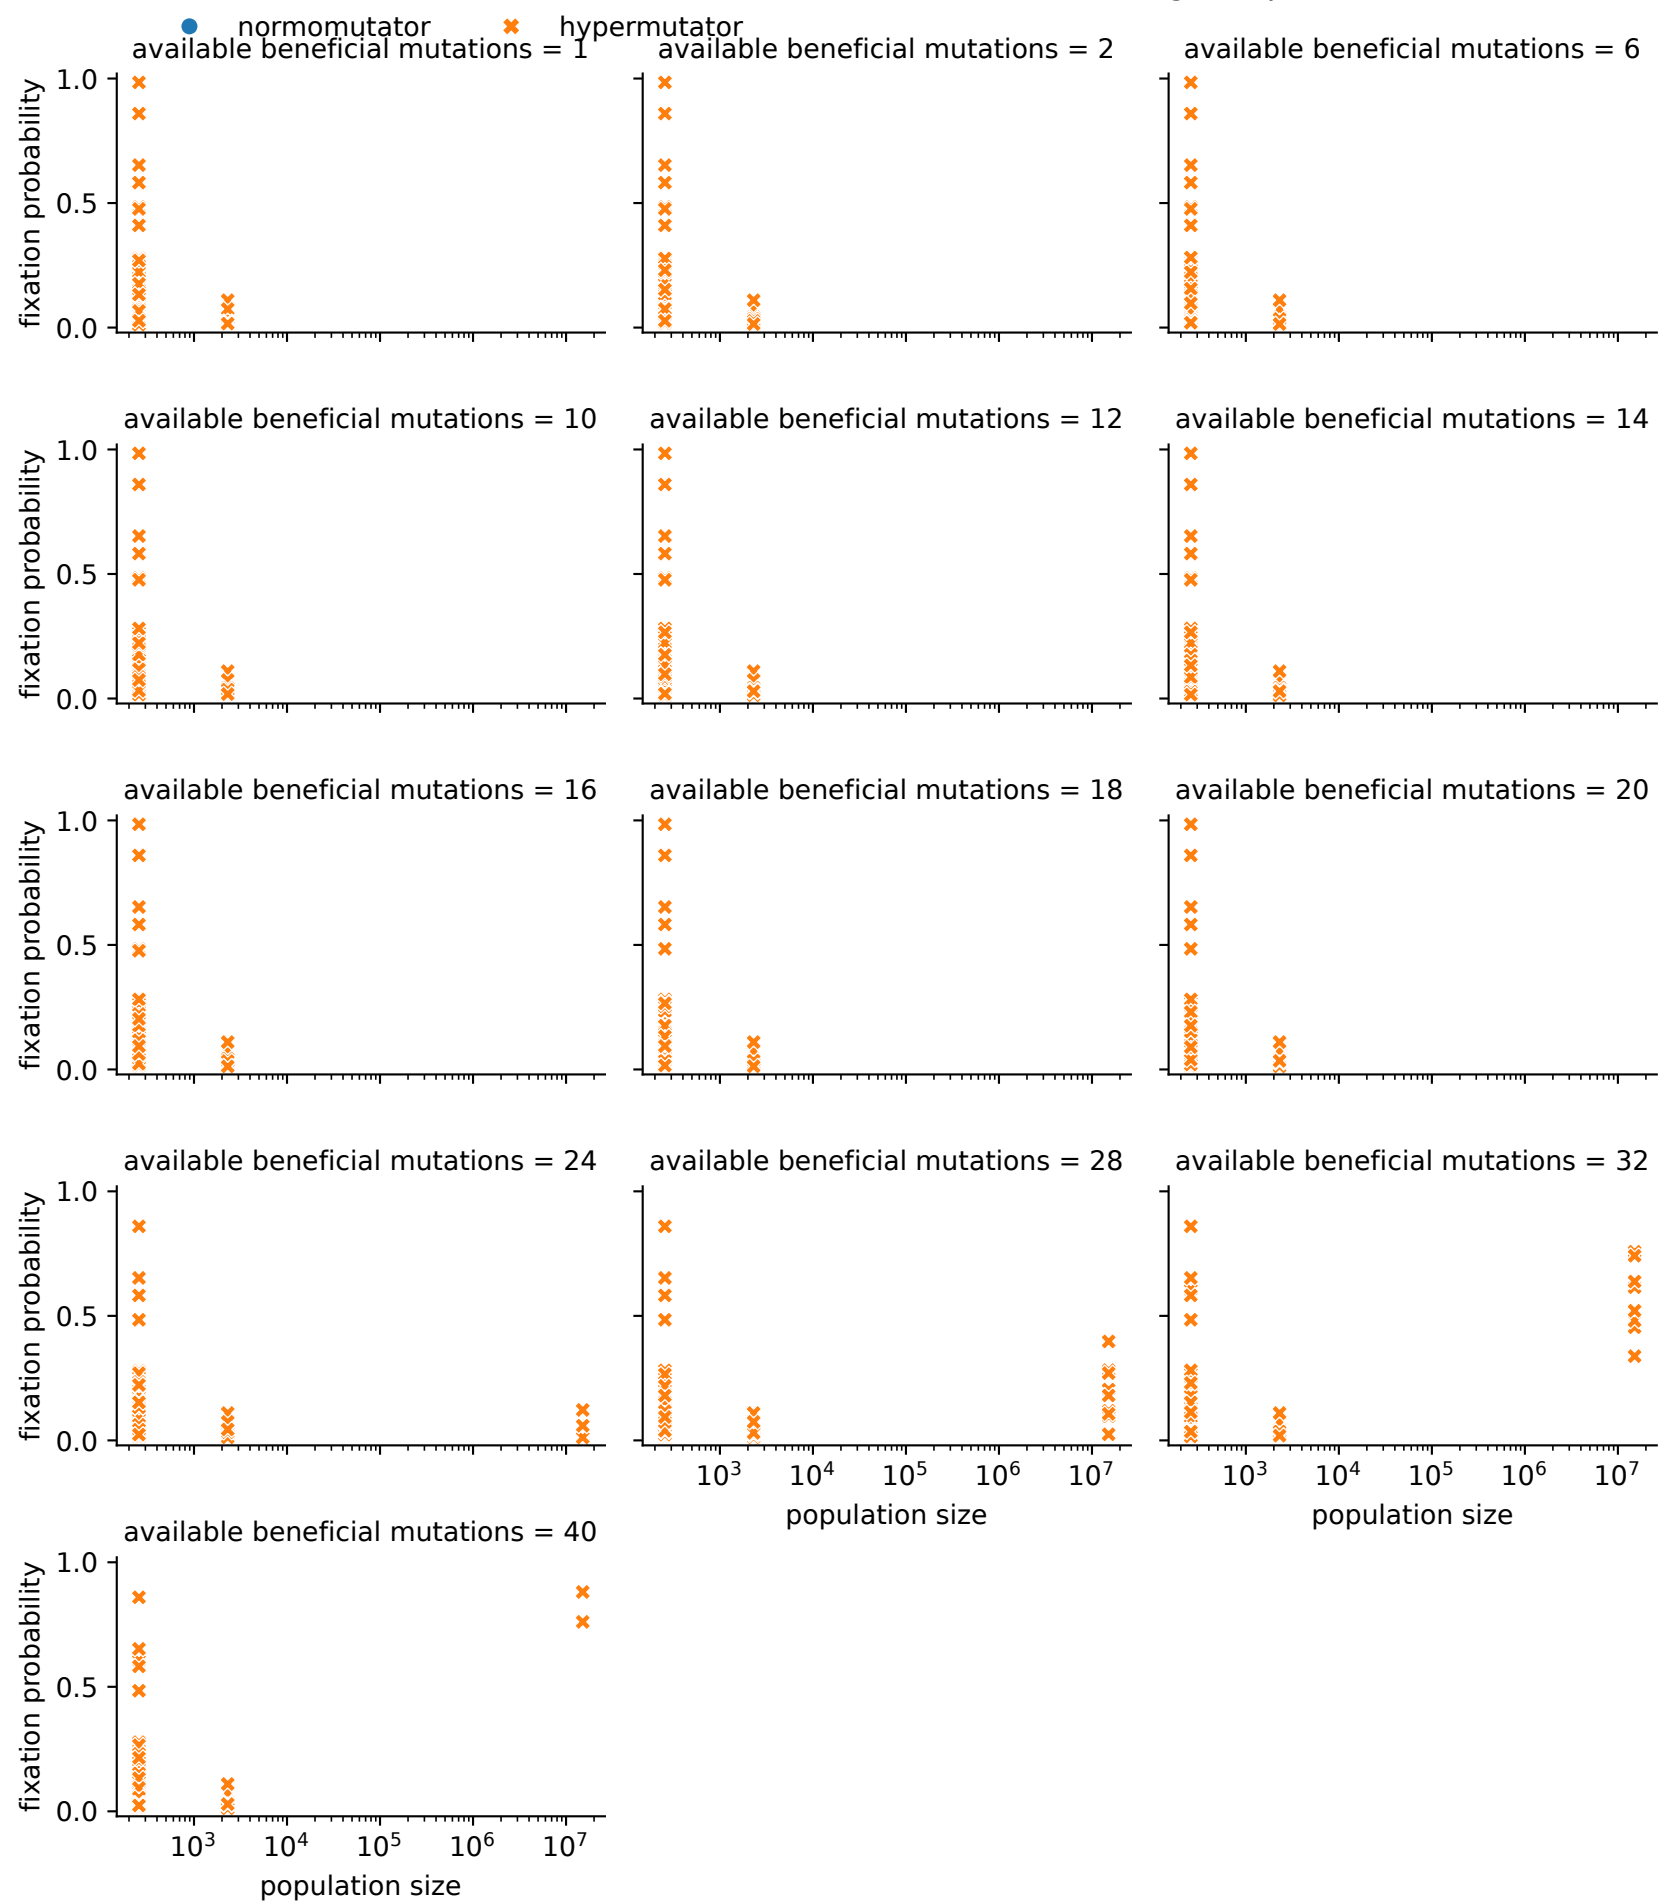 normomutator hypermutator
available beneficial mutations = 1 available beneficial mutations = 2 available beneficial mutations = 6
fixation probability
1.0
0.5
0.0
available beneficial mutations = 10 available beneficial mutations = 12 available beneficial mutations = 14
fixation probability
1.0
0.5
0.0
available beneficial mutations = 16 available beneficial mutations = 18 available beneficial mutations = 20
fixation probability
1.0
0.5
0.0
available beneficial mutations = 24 available beneficial mutations = 28 available beneficial mutations = 32
fixation probability
1.0
0.5
0.0
10³ 10⁴ 10⁵ 10⁶ 10⁷ 10³ 10⁴ 10⁵ 10⁶ 10⁷
population size population size
available beneficial mutations = 40
fixation probability
1.0
0.5
0.0
10³ 10⁴ 10⁵ 10⁶ 10⁷
population size